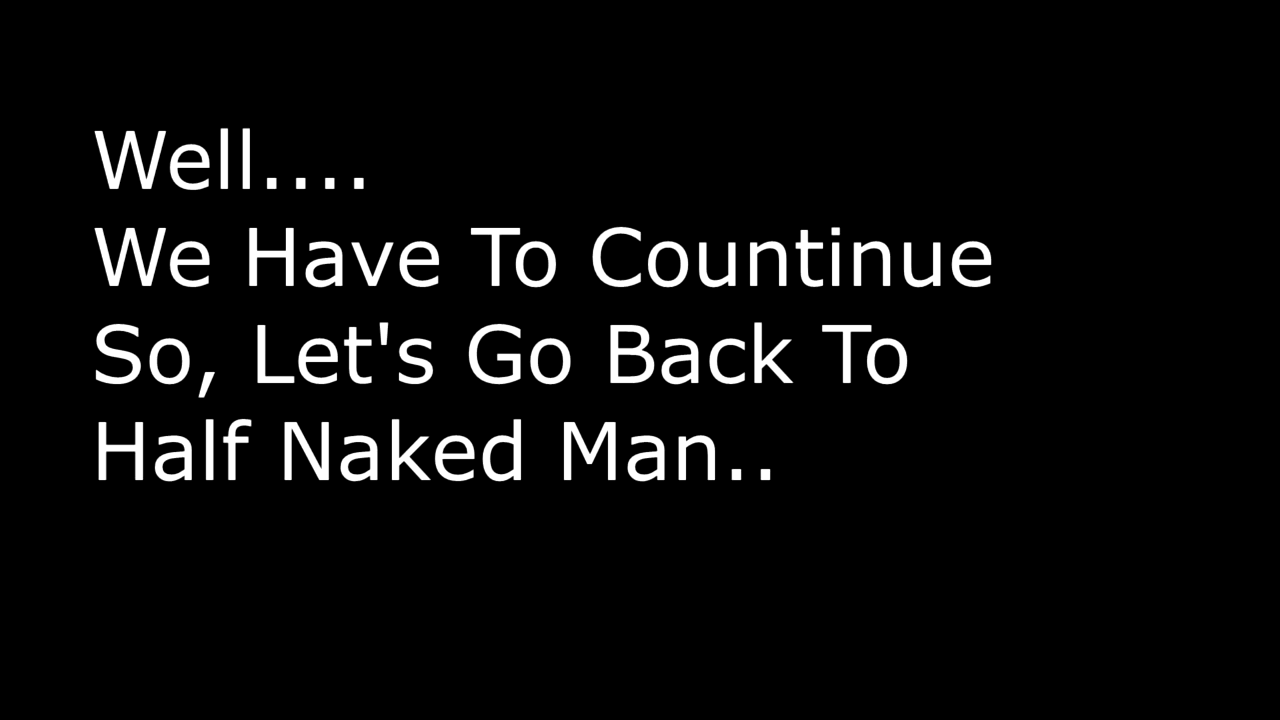 Well....
We Have To Countinue
So, Let's Go Back To
Half Naked Man..